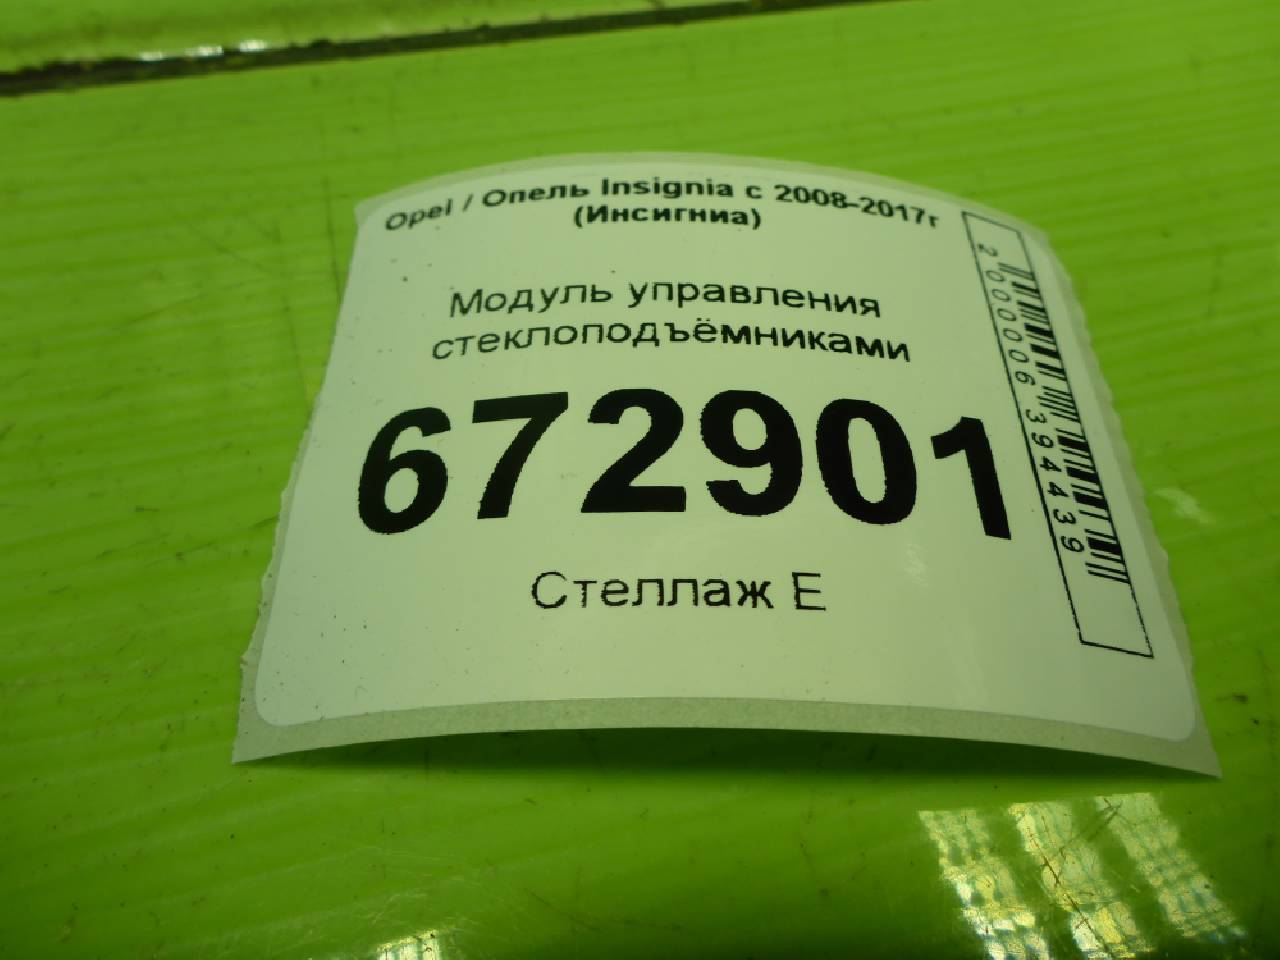 Opel / Опель Insignia с 2008-2017г
(Инсигниа)
Модуль управления
стеклоподъёмниками
672901
Стеллаж Е
2000006394439